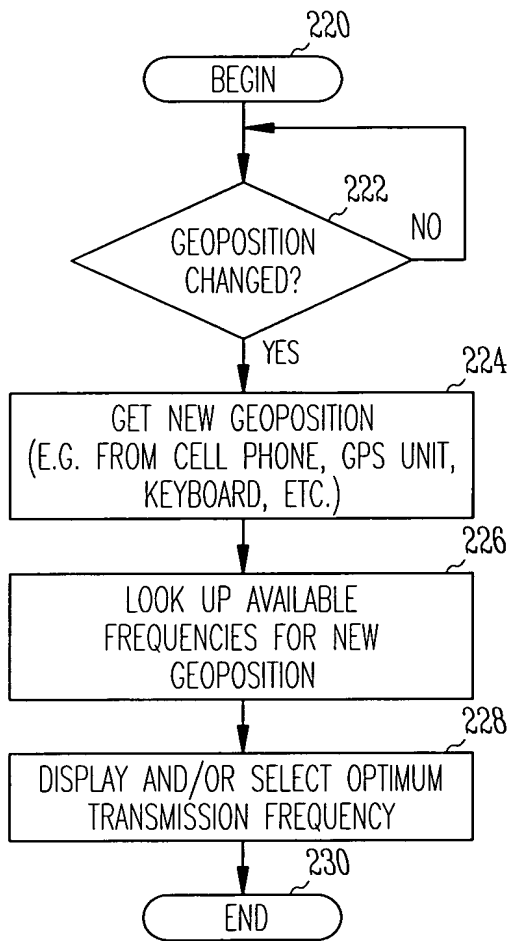 220
BEGIN
222
GEOPOSITION
CHANGED?
NO
YES
224
GET NEW GEOPOSITION
(E.G. FROM CELL PHONE, GPS UNIT,
KEYBOARD, ETC.)
226
LOOK UP AVAILABLE
FREQUENCIES FOR NEW
GEOPOSITION
228
DISPLAY AND/OR SELECT OPTIMUM
TRANSMISSION FREQUENCY
230
END